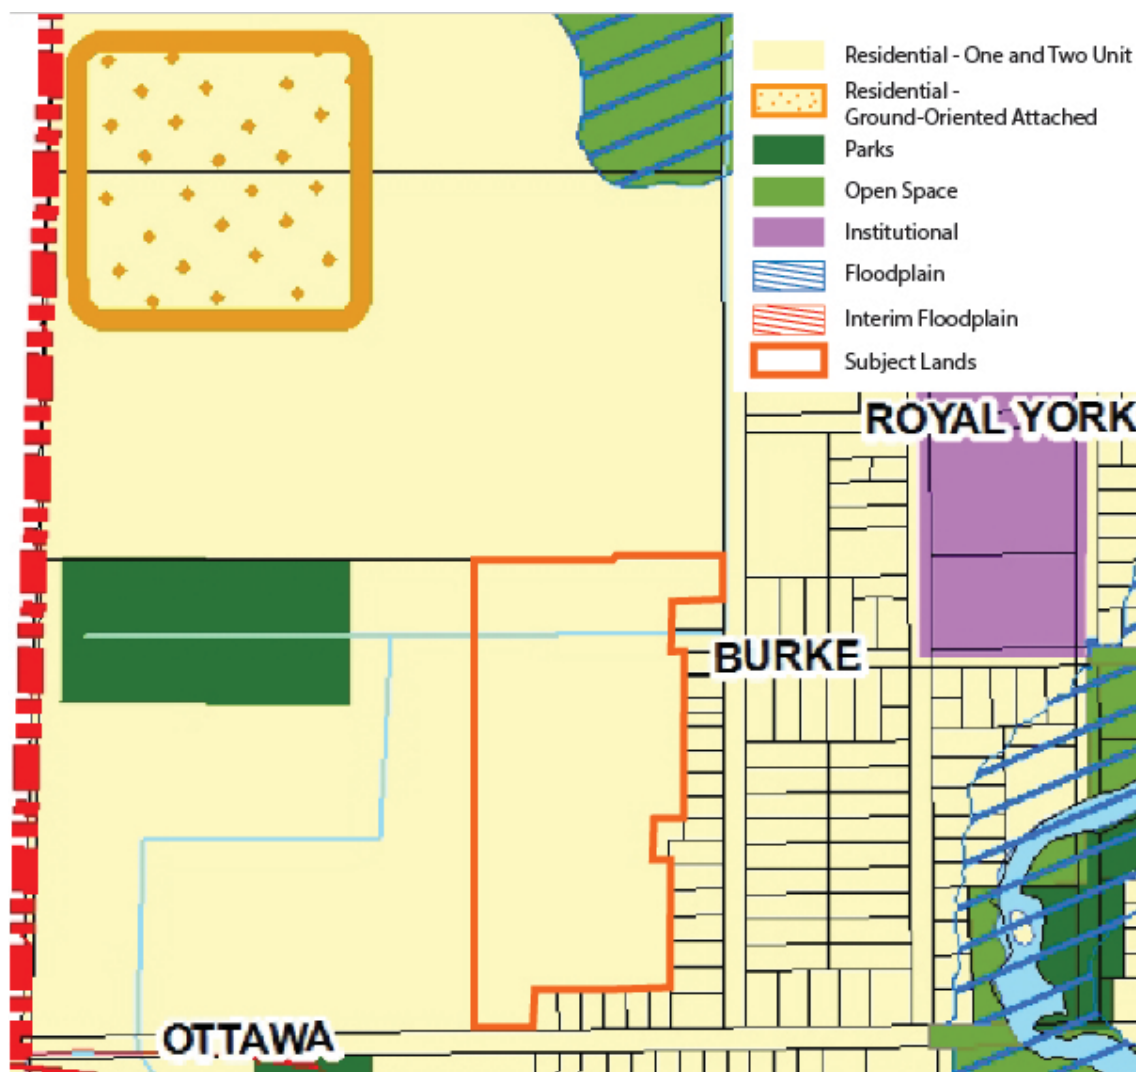 Residential - One and Two Unit
Residential -
Ground-Oriented Attached
Parks
Open Space
Institutional
Floodplain
Interim Floodplain
Subject Lands
ROYAL YORK
BURKE
OTTAWA